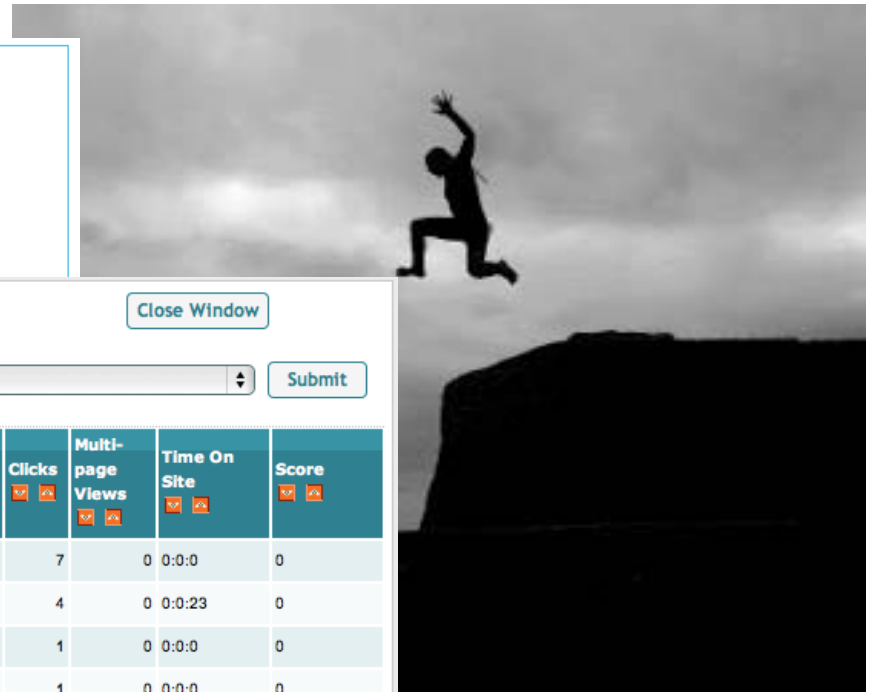 Close Window
Submit
Clicks Multi-page Views Time On Site Score
7 0 0:0:0 0
4 0 0:0:23 0
1 0 0:0:0 0
1 0 0:0:0 0